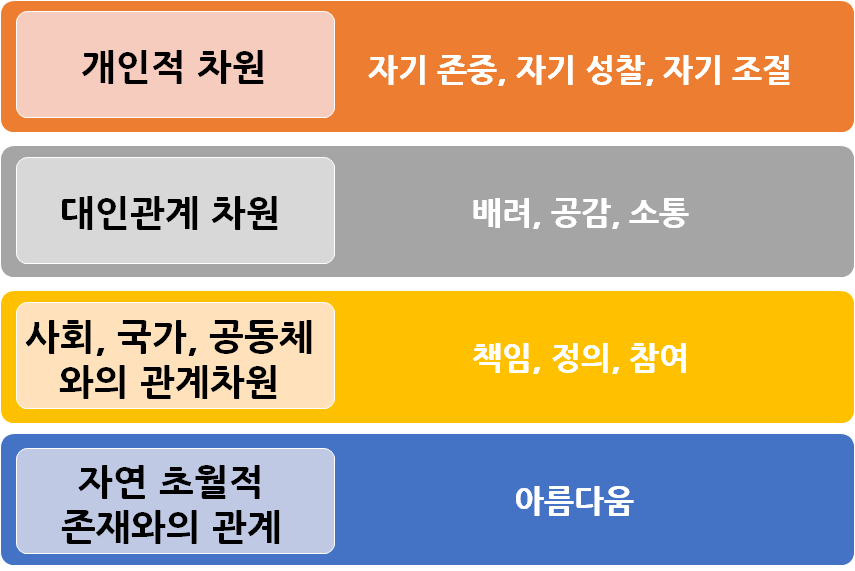 개인적 차원
자기 존중, 자기 성찰, 자기 조절
대인관계 차원
배려, 공감, 소통
사회, 국가, 공동체
와의 관계차원
책임, 정의, 참여
자연 초월적
존재와의 관계
아름다움